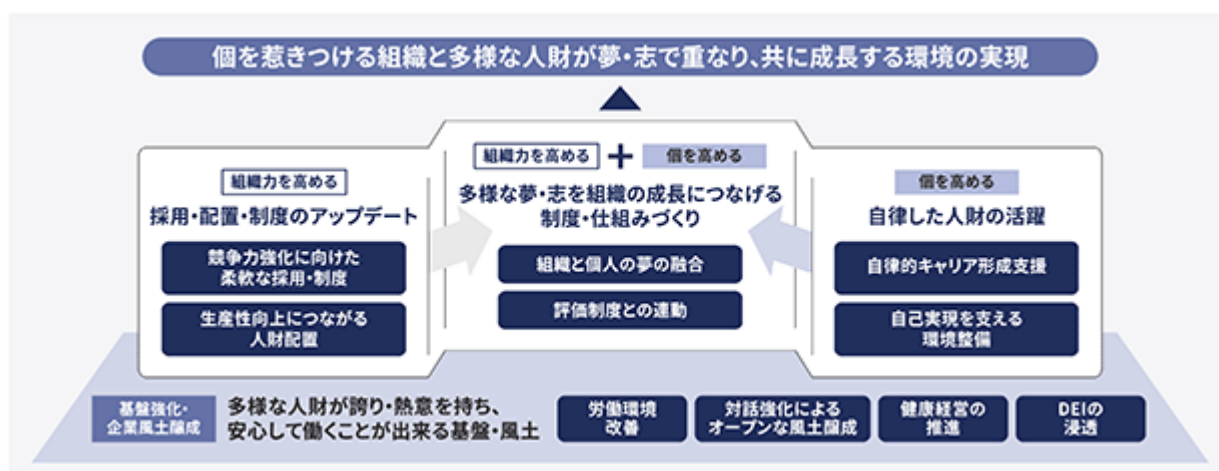 個を惹きつける組織と多様な人財が夢・志で重なり、共に成長する環境の実現
組織力を高める
採用・配置・制度のアップデート
競争力強化に向けた
柔軟な採用・制度
生産性向上につながる
人財配置
組織力を高める + 個を高める
多様な夢・志を組織の成長につなげる
制度・仕組みづくり
組織と個人の夢の融合
評価制度との連動
個を高める
自律した人財の活躍
自律的キャリア形成支援
自己実現を支える
環境整備
基盤強化・
企業風土醸成
多様な人財が誇り・熱意を持ち、
安心して働くことが出来る基盤・風土
労働環境
改善
対話強化による
オープンな風土醸成
健康経営の
推進
DEIの
浸透